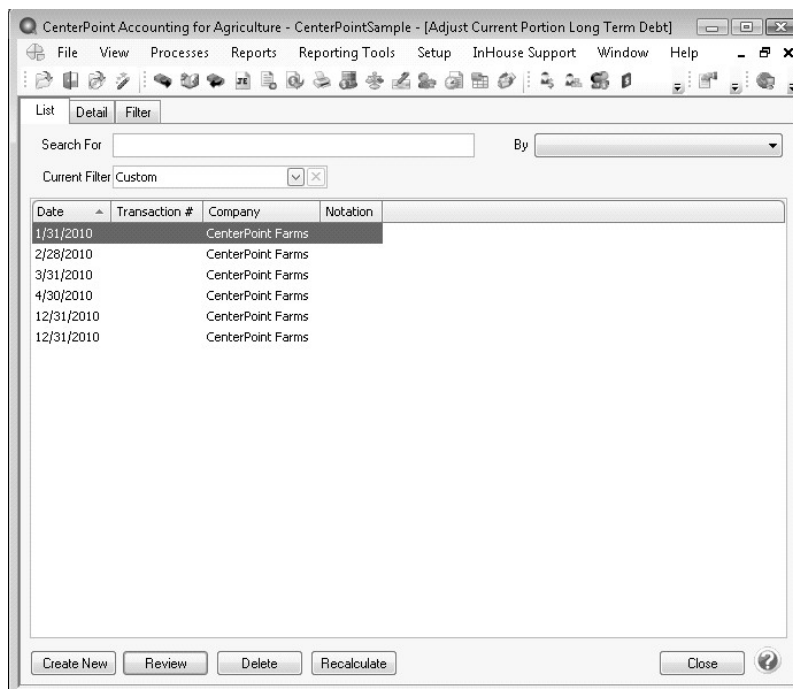 CenterPoint Accounting for Agriculture - CenterPointSample - [Adjust Current Portion Long Term Debt]
File View Processes Reports Reporting Tools Setup InHouse Support Window Help
List Detail Filter
Search For By
Current Filter Custom
Date Transaction # Company Notation
1/31/2010 CenterPoint Farms
2/28/2010 CenterPoint Farms
3/31/2010 CenterPoint Farms
4/30/2010 CenterPoint Farms
12/31/2010 CenterPoint Farms
12/31/2010 CenterPoint Farms
Create New Review Delete Recalculate Close